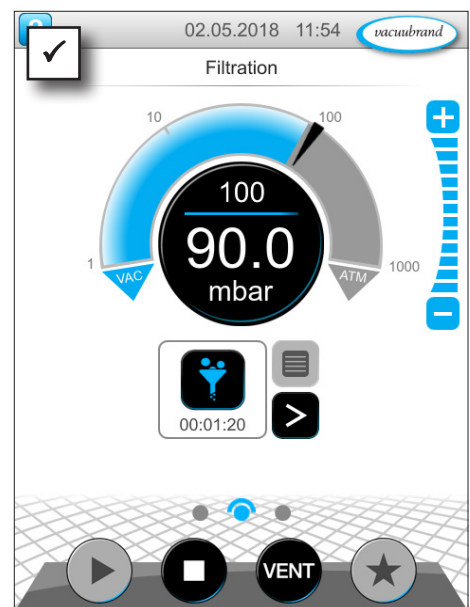 02.05.2018 11:54 vacuubrand
Filtration
10 100
100
90.0
mbar
1 VAC ATM 1000
00:01:20
VENT